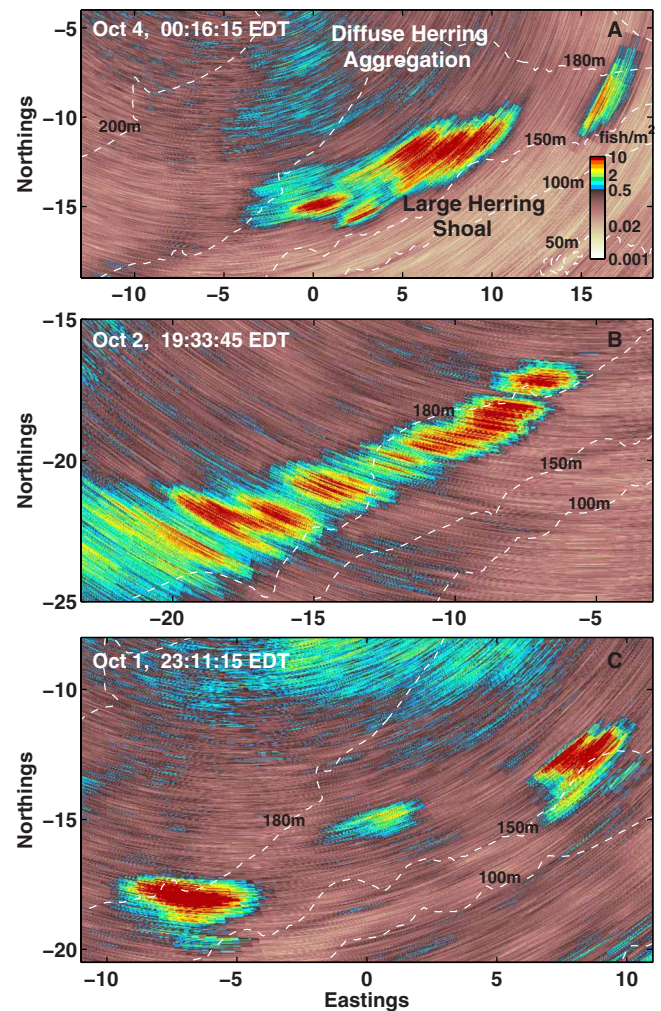 Oct 4, 00:16:15 EDT
Diffuse Herring
Aggregation
A
180m
200m
150m
fish/m²
100m
50m
10
2
0.5
0.02
0.001
Large Herring
Shoal
Northings
−5
−10
−15
−10 −5 0 5 10 15
Oct 2, 19:33:45 EDT
B
180m
150m
100m
Northings
−15
−20
−25
−20 −15 −10 −5
Oct 1, 23:11:15 EDT
C
180m
150m
100m
Northings
−10
−15
−20
−10 −5 0 5 10
Eastings